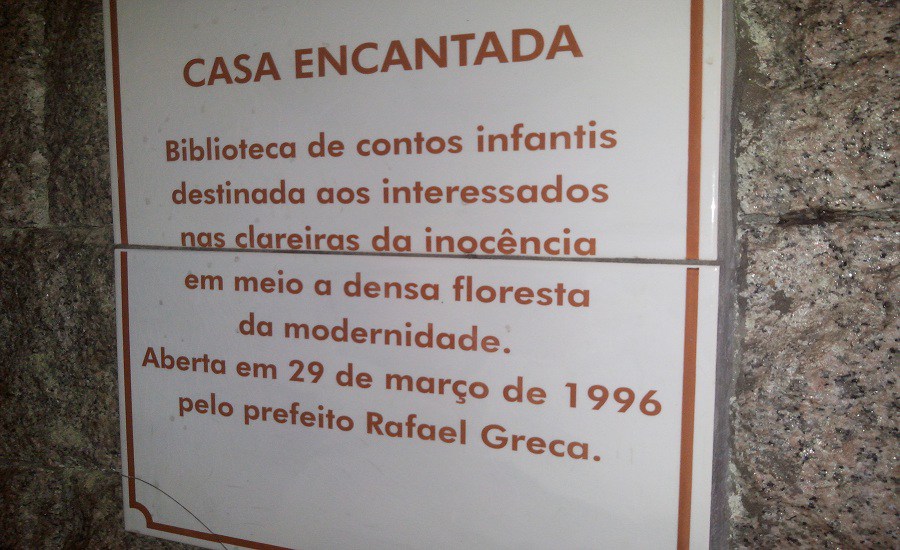 CASA ENCANTADA
Biblioteca de contos infantis
destinada aos interessados
nas clareiras da inocência
em meio a densa floresta
da modernidade.
Aberta em 29 de março de 1996
pelo prefeito Rafael Greca.